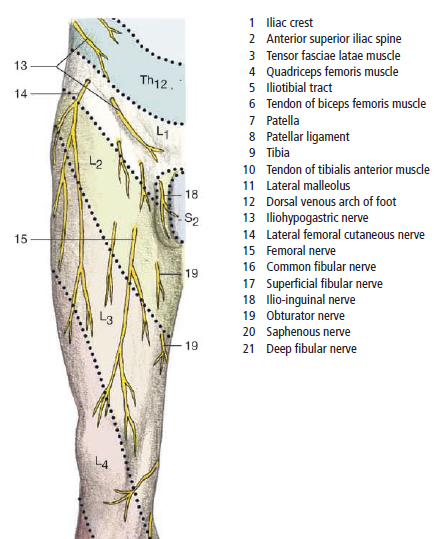 13
14
Th12
L1
L2
18
S2
15
19
L3
19
L4
1 Iliac crest
2 Anterior superior iliac spine
3 Tensor fasciae latae muscle
4 Quadriceps femoris muscle
5 Iliotibial tract
6 Tendon of biceps femoris muscle
7 Patella
8 Patellar ligament
9 Tibia
10 Tendon of tibialis anterior muscle
11 Lateral malleolus
12 Dorsal venous arch of foot
13 Iliohypogastric nerve
14 Lateral femoral cutaneous nerve
15 Femoral nerve
16 Common fibular nerve
17 Superficial fibular nerve
18 Ilio-inguinal nerve
19 Obturator nerve
20 Saphenous nerve
21 Deep fibular nerve